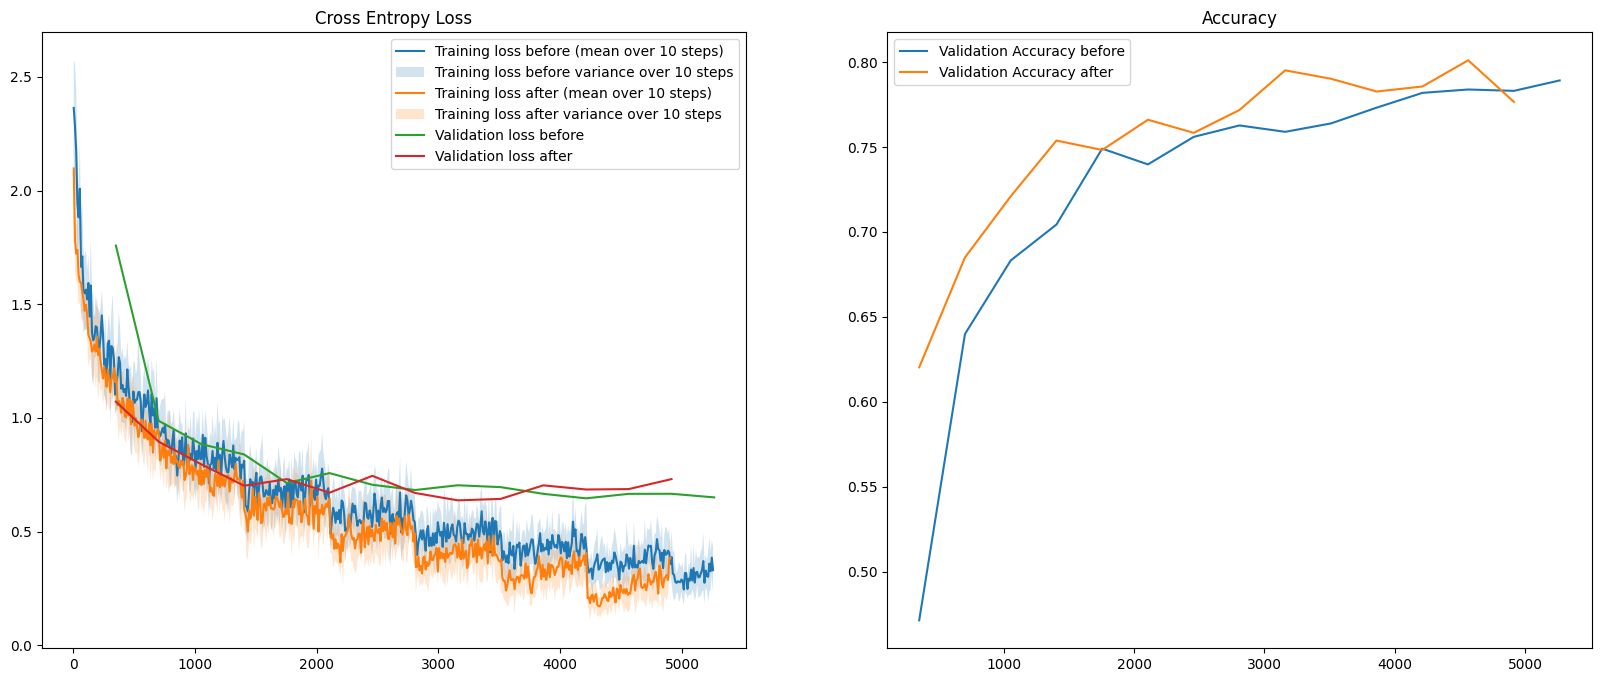 Cross Entropy Loss
Training loss before (mean over 10 steps)
Training loss before variance over 10 steps
Training loss after (mean over 10 steps)
Training loss after variance over 10 steps
Validation loss before
Validation loss after
2.5
2.0
1.5
1.0
0.5
0.0
0 1000 2000 3000 4000 5000
Accuracy
Validation Accuracy before
Validation Accuracy after
0.80
0.75
0.70
0.65
0.60
0.55
0.50
1000 2000 3000 4000 5000